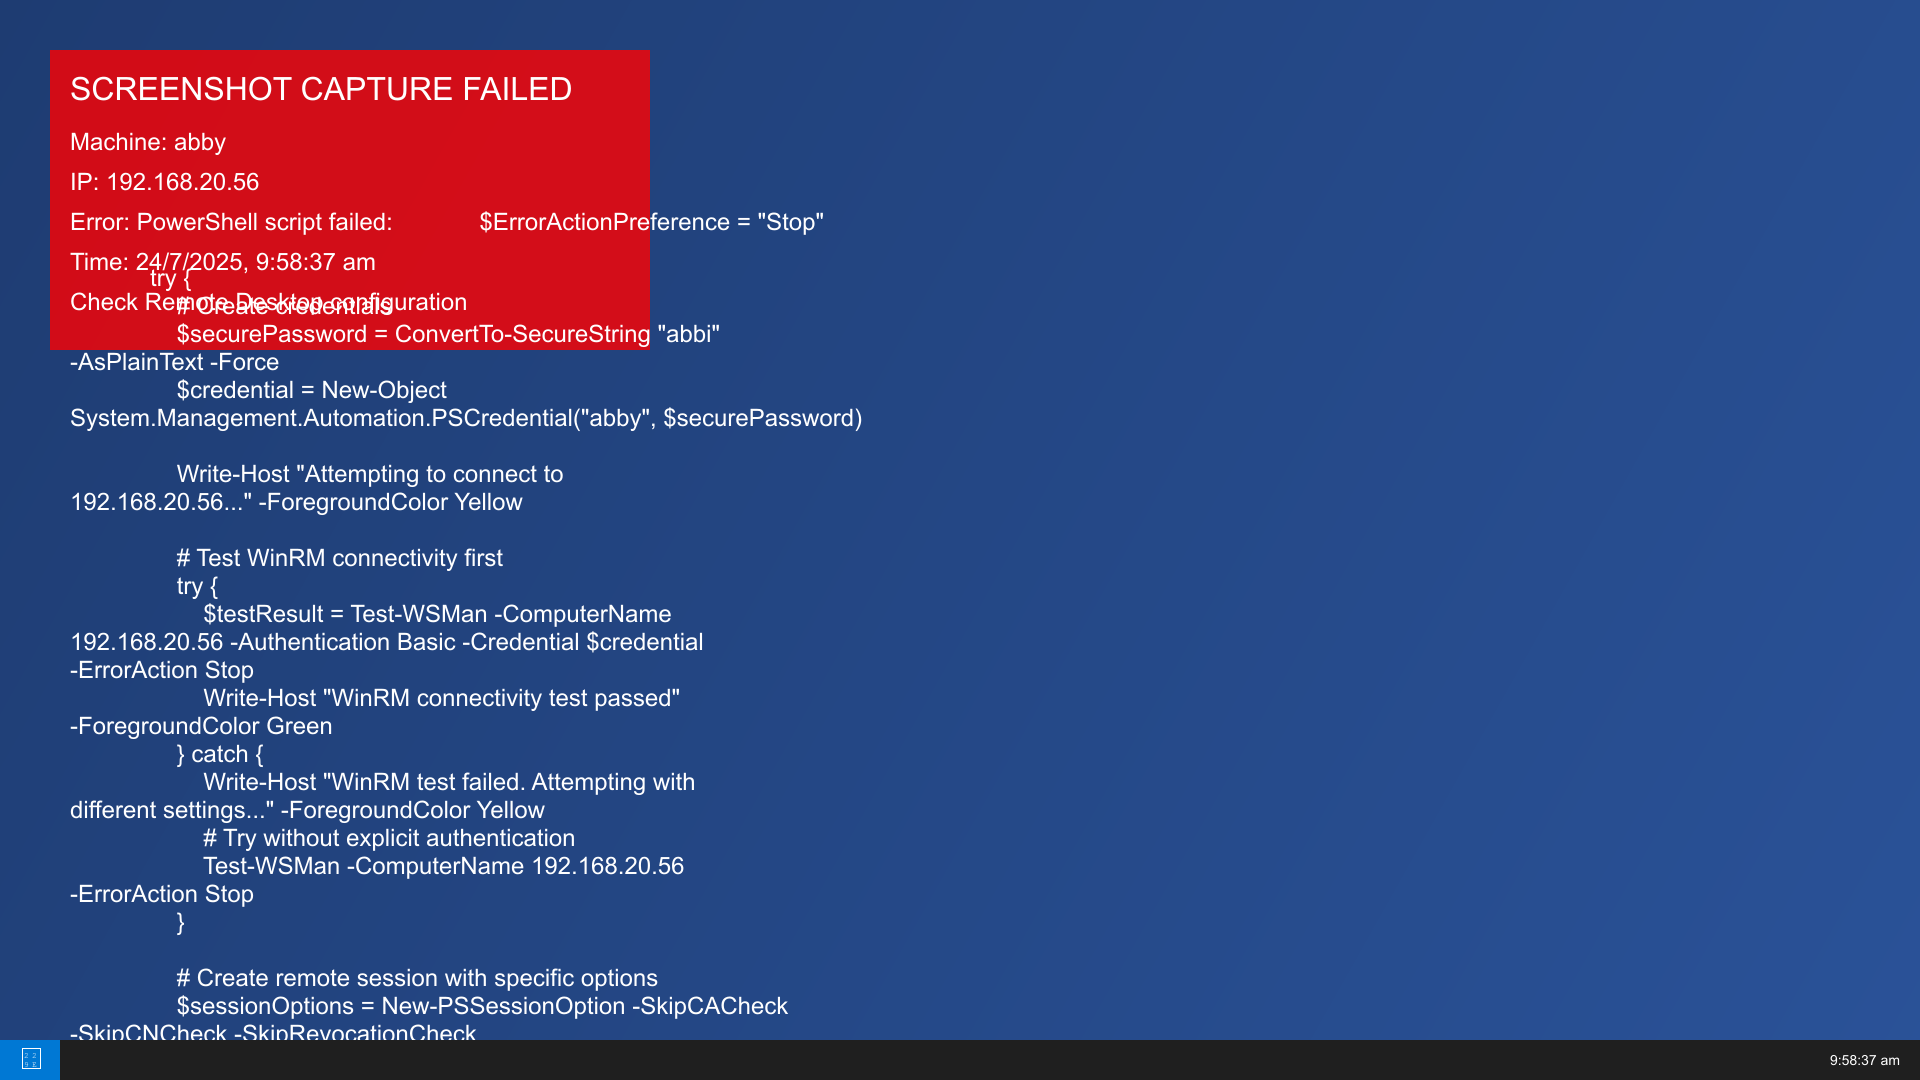 SCREENSHOT CAPTURE FAILED
Machine: abby
IP: 192.168.20.56
Error: PowerShell script failed: $ErrorActionPreference = "Stop"
Time: 24/7/2025, 9:58:37 am
try {
Check Remote Desktop configuration
# Create credentials
$securePassword = ConvertTo-SecureString "abbi"
-AsPlainText -Force
$credential = New-Object
System.Management.Automation.PSCredential("abby", $securePassword)
Write-Host "Attempting to connect to
192.168.20.56..." -ForegroundColor Yellow
# Test WinRM connectivity first
try {
$testResult = Test-WSMan -ComputerName
192.168.20.56 -Authentication Basic -Credential $credential
-ErrorAction Stop
Write-Host "WinRM connectivity test passed"
-ForegroundColor Green
} catch {
Write-Host "WinRM test failed. Attempting with
different settings..." -ForegroundColor Yellow
# Try without explicit authentication
Test-WSMan -ComputerName 192.168.20.56
-ErrorAction Stop
}
# Create remote session with specific options
$sessionOptions = New-PSSessionOption -SkipCACheck
-SkipCNCheck -SkipRevocationCheck
9:58:37 am